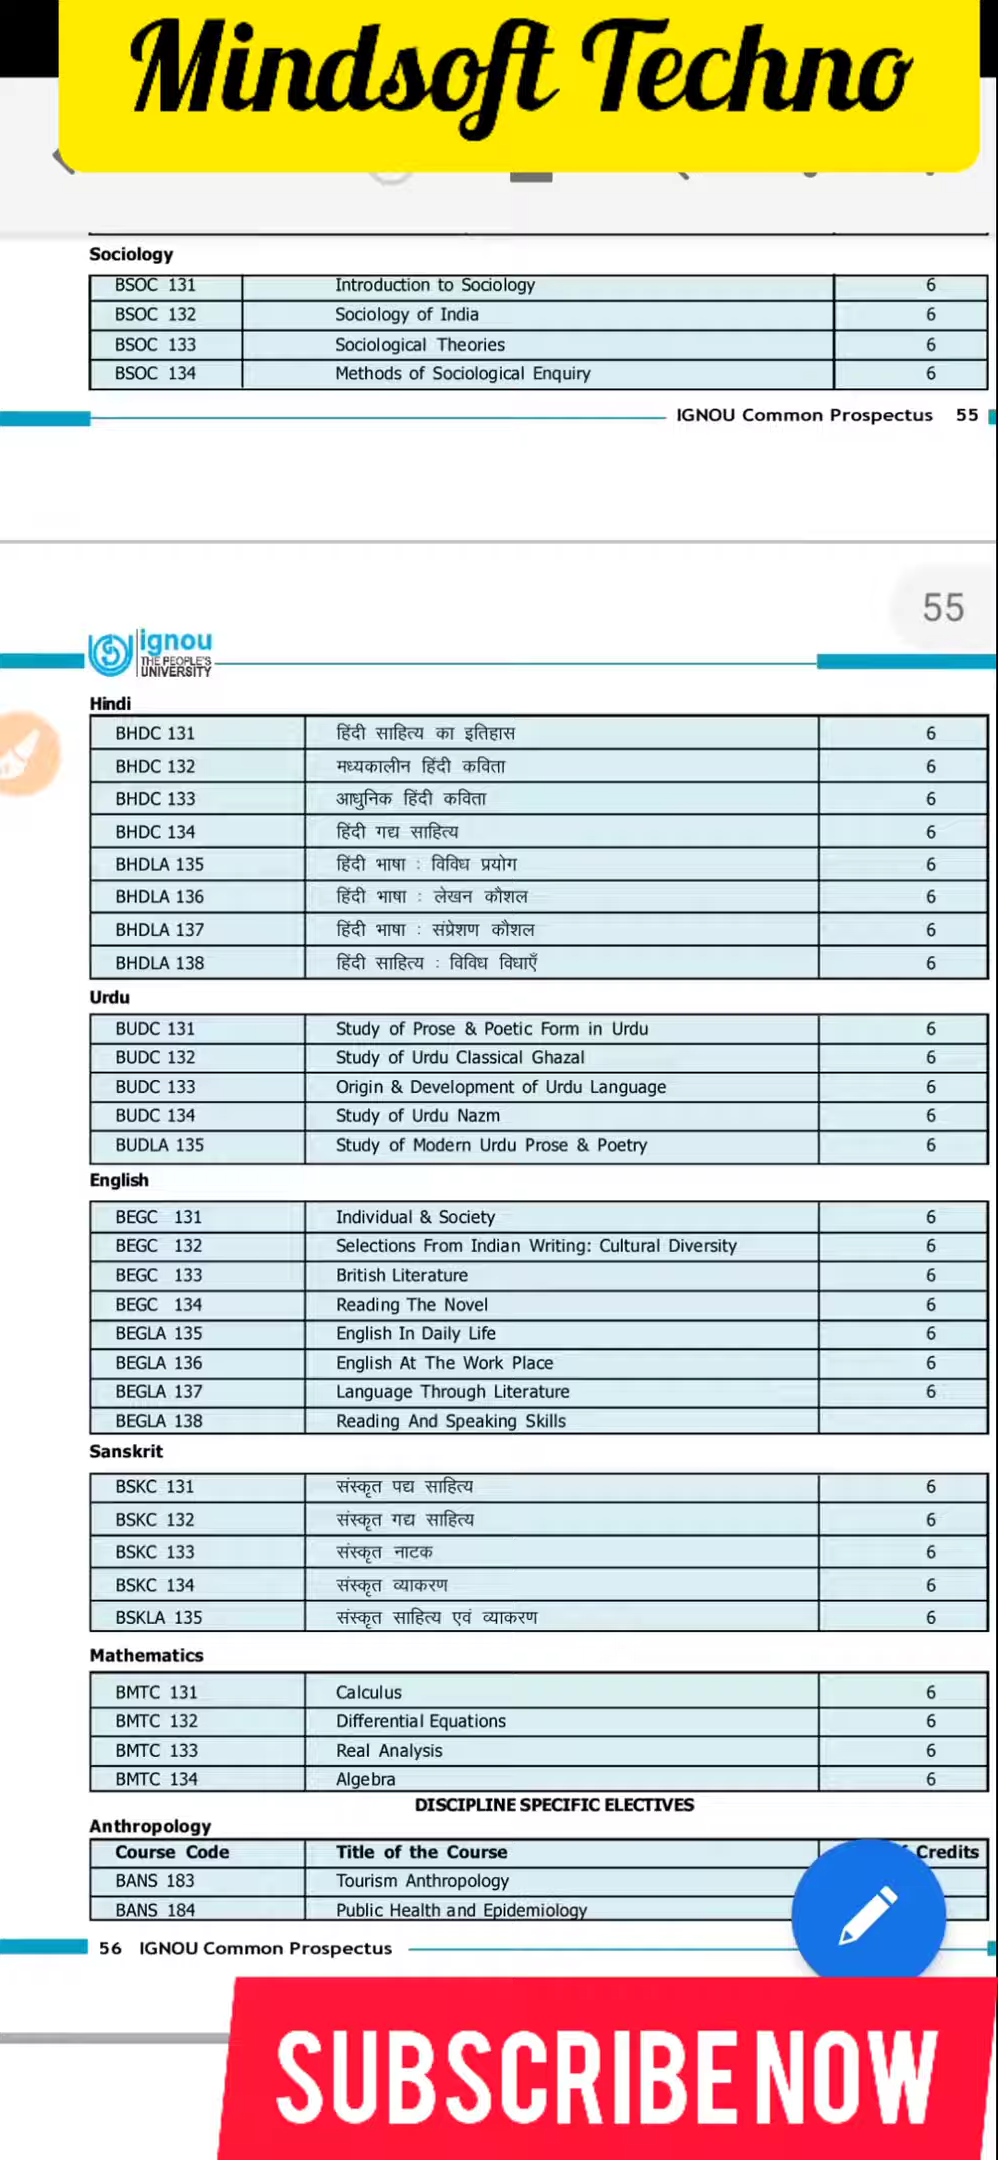 Mindsoft Techno
Sociology
BSOC 131 Introduction to Sociology 6
BSOC 132 Sociology of India 6
BSOC 133 Sociological Theories 6
BSOC 134 Methods of Sociological Enquiry 6
IGNOU Common Prospectus 55
55
ignou
THE PEOPLE'S
UNIVERSITY
Hindi
BHDC 131 हिंदी साहित्य का इतिहास 6
BHDC 132 मध्यकालीन हिंदी कविता 6
BHDC 133 आधुनिक हिंदी कविता 6
BHDC 134 हिंदी गद्य साहित्य 6
BHDLA 135 हिंदी भाषा : विविध प्रयोग 6
BHDLA 136 हिंदी भाषा : लेखन कौशल 6
BHDLA 137 हिंदी भाषा : संप्रेशण कौशल 6
BHDLA 138 हिंदी साहित्य : विविध विधाएँ 6
Urdu
BUDC 131 Study of Prose & Poetic Form in Urdu 6
BUDC 132 Study of Urdu Classical Ghazal 6
BUDC 133 Origin & Development of Urdu Language 6
BUDC 134 Study of Urdu Nazm 6
BUDLA 135 Study of Modern Urdu Prose & Poetry 6
English
BEGC 131 Individual & Society 6
BEGC 132 Selections From Indian Writing: Cultural Diversity 6
BEGC 133 British Literature 6
BEGC 134 Reading The Novel 6
BEGLA 135 English In Daily Life 6
BEGLA 136 English At The Work Place 6
BEGLA 137 Language Through Literature 6
BEGLA 138 Reading And Speaking Skills
Sanskrit
BSKC 131 संस्कृत पद्य साहित्य 6
BSKC 132 संस्कृत गद्य साहित्य 6
BSKC 133 संस्कृत नाटक 6
BSKC 134 संस्कृत व्याकरण 6
BSKLA 135 संस्कृत साहित्य एवं व्याकरण 6
Mathematics
BMTC 131 Calculus 6
BMTC 132 Differential Equations 6
BMTC 133 Real Analysis 6
BMTC 134 Algebra 6
DISCIPLINE SPECIFIC ELECTIVES
Anthropology
Course Code Title of the Course Credits
BANS 183 Tourism Anthropology
BANS 184 Public Health and Epidemiology
56 IGNOU Common Prospectus
SUBSCRIBE NOW